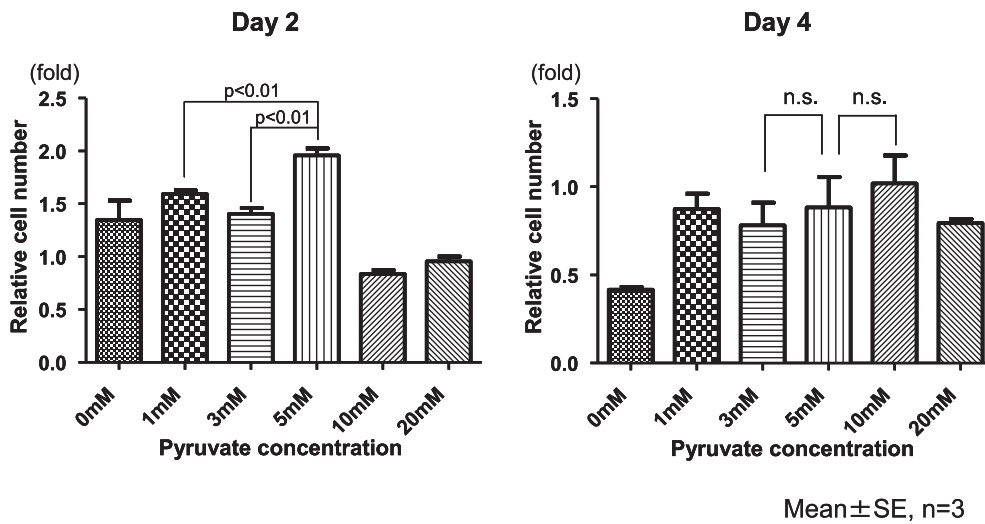 Day 2
(fold)
Relative cell number
2.5
2.0
1.5
1.0
0.5
0.0
p<0.01
p<0.01
0mM
1mM
3mM
5mM
10mM
20mM
Pyruvate concentration
Day 4
(fold)
Relative cell number
1.5
1.0
0.5
0.0
n.s.
n.s.
0mM
1mM
3mM
5mM
10mM
20mM
Pyruvate concentration
Mean±SE, n=3